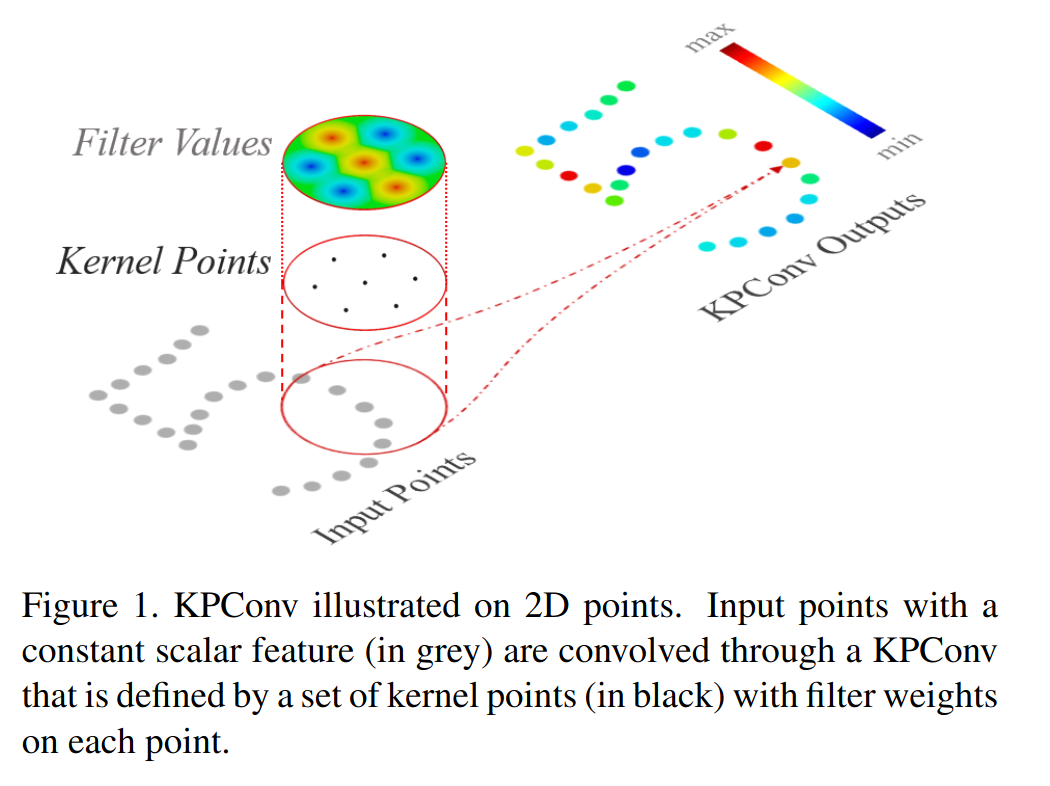 max
min
Filter Values
Kernel Points
KPConv Outputs
Input Points
Figure 1. KPConv illustrated on 2D points. Input points with a
constant scalar feature (in grey) are convolved through a KPConv
that is defined by a set of kernel points (in black) with filter weights
on each point.